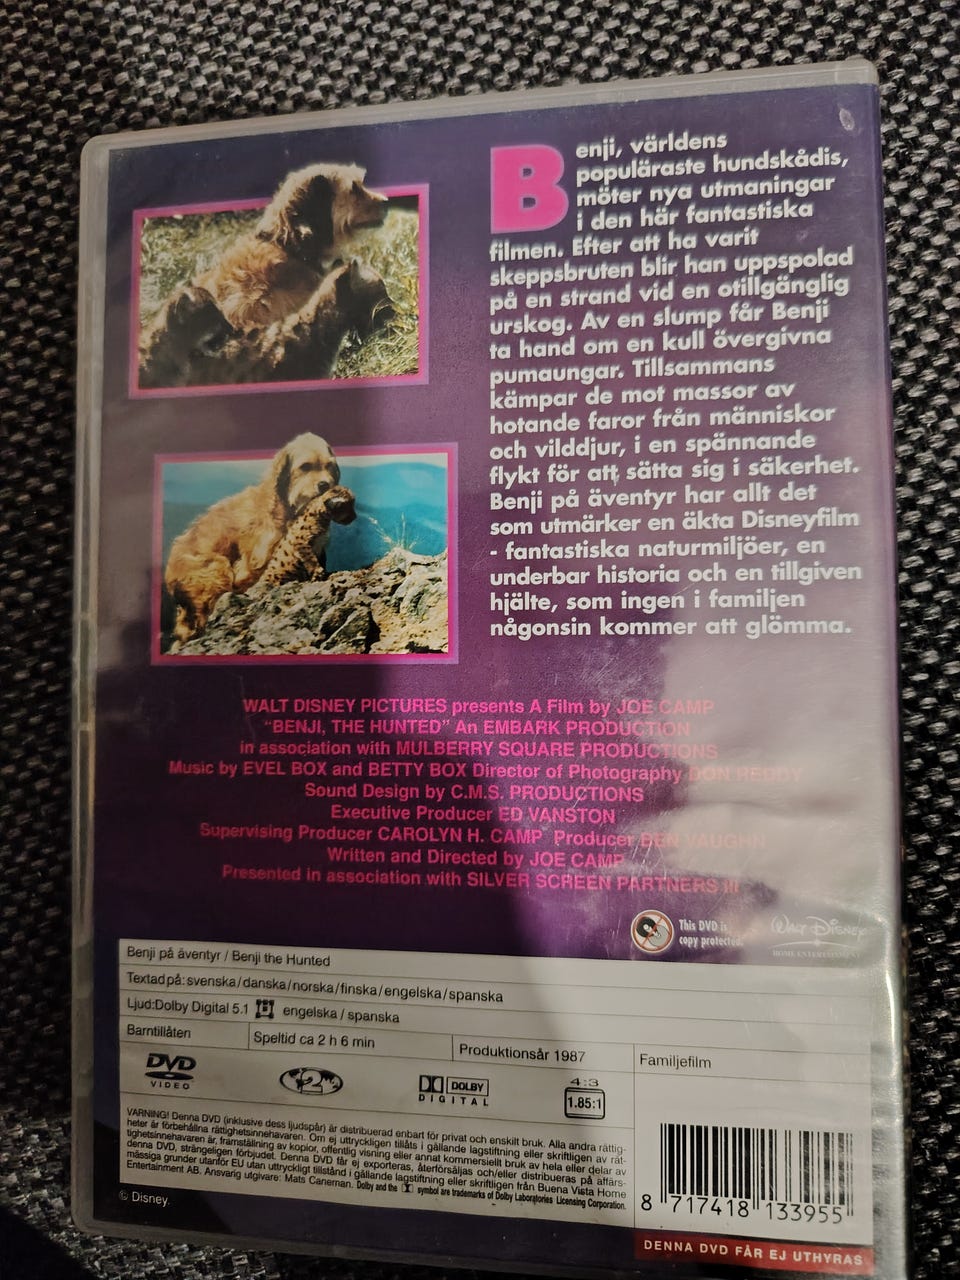 Benji, världens
populäraste hundskådis,
möter nya utmaningar
i den här fantastiska
filmen. Efter att ha varit
skeppsbruten blir han uppspolad
på en strand vid en otillgänglig
urskog. Av en slump får Benji
ta hand om en kull övergivna
pumaungar. Tillsammans
kämpar de mot massor av
hotande faror från människor
och vilddjur, i en spännande
flykt för att sätta sig i säkerhet.
Benji på äventyr har allt det
som utmärker en äkta Disneyfilm
- fantastiska naturmiljöer, en
underbar historia och en tillgiven
hjälte, som ingen i familjen
någonsin kommer att glömma.
WALT DISNEY PICTURES presents A Film by JOE CAMP
"BENJI, THE HUNTED" An EMBARK PRODUCTION
in association with MULBERRY SQUARE PRODUCTIONS
Music by EVEL BOX and BETTY BOX Director of Photography DON REDDY
Sound Design by C.M.S. PRODUCTIONS
Executive Producer ED VANSTON
Supervising Producer CAROLYN H. CAMP Producer BEN VAUGHN
Written and Directed by JOE CAMP
Presented in association with SILVER SCREEN PARTNERS III
This DVD is
copy protected.
Walt Disney
HOME ENTERTAINMENT
Benji på äventyr / Benji the Hunted
Textad på: svenska/danska/norska/finska/engelska/spanska
Ljud:Dolby Digital 5.1 engelska / spanska
Barntillåten
Speltid ca 2 h 6 min
Produktionsår 1987
Familjefilm
DVD
VIDEO
2
DOLBY
DIGITAL
4:3
1.85:1
VARNING! Denna DVD (inklusive dess ljudspår) är distribuerad enbart för privat och enskilt bruk. Alla andra rättig-
heter är förbehållna rättighetsinnehavaren. Om ej uttryckligen tillåts i gällande lagstiftning eller skriftligen av rät-
tighetsinnehavaren är, framställning av kopior, offentlig visning eller annat kommersiellt bruk av hela eller delar av
denna DVD, strängeligen förbjudet. Denna DVD får ej exporteras, återförsäljas och/eller distribueras på affärs-
mässiga grunder utanför EU utan uttryckligt tillstånd i gällande lagstiftning eller skriftligen från Buena Vista Home
Entertainment AB. Ansvarig utgivare: Mats Caneman. Dolby and the symbol are trademarks of Dolby Laboratories Licensing Corporation.
© Disney.
8 717418 133955
DENNA DVD FÅR EJ UTHYRAS